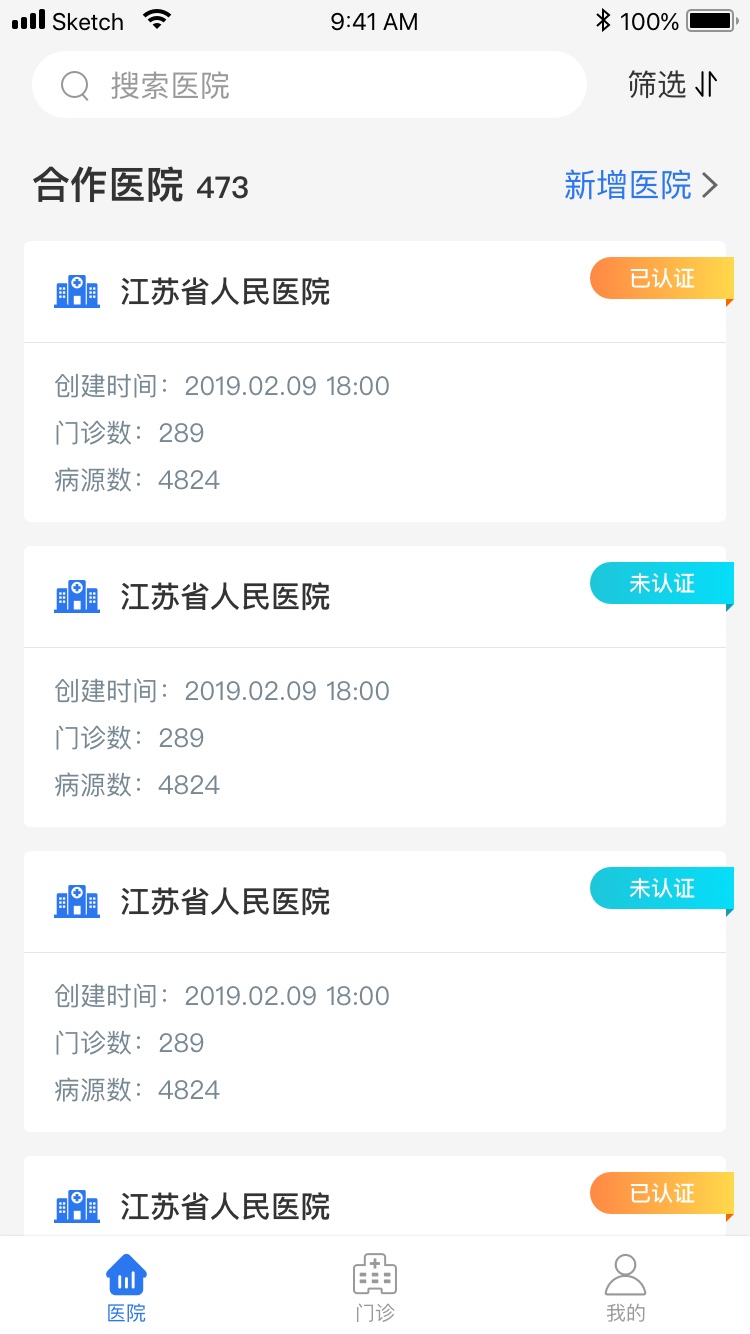 Sketch 9:41 AM 100%
搜索医院 筛选
合作医院 473 新增医院
江苏省人民医院 已认证
创建时间：2019.02.09 18:00
门诊数：289
病源数：4824
江苏省人民医院 未认证
创建时间：2019.02.09 18:00
门诊数：289
病源数：4824
江苏省人民医院 未认证
创建时间：2019.02.09 18:00
门诊数：289
病源数：4824
江苏省人民医院 已认证
医院 门诊 我的